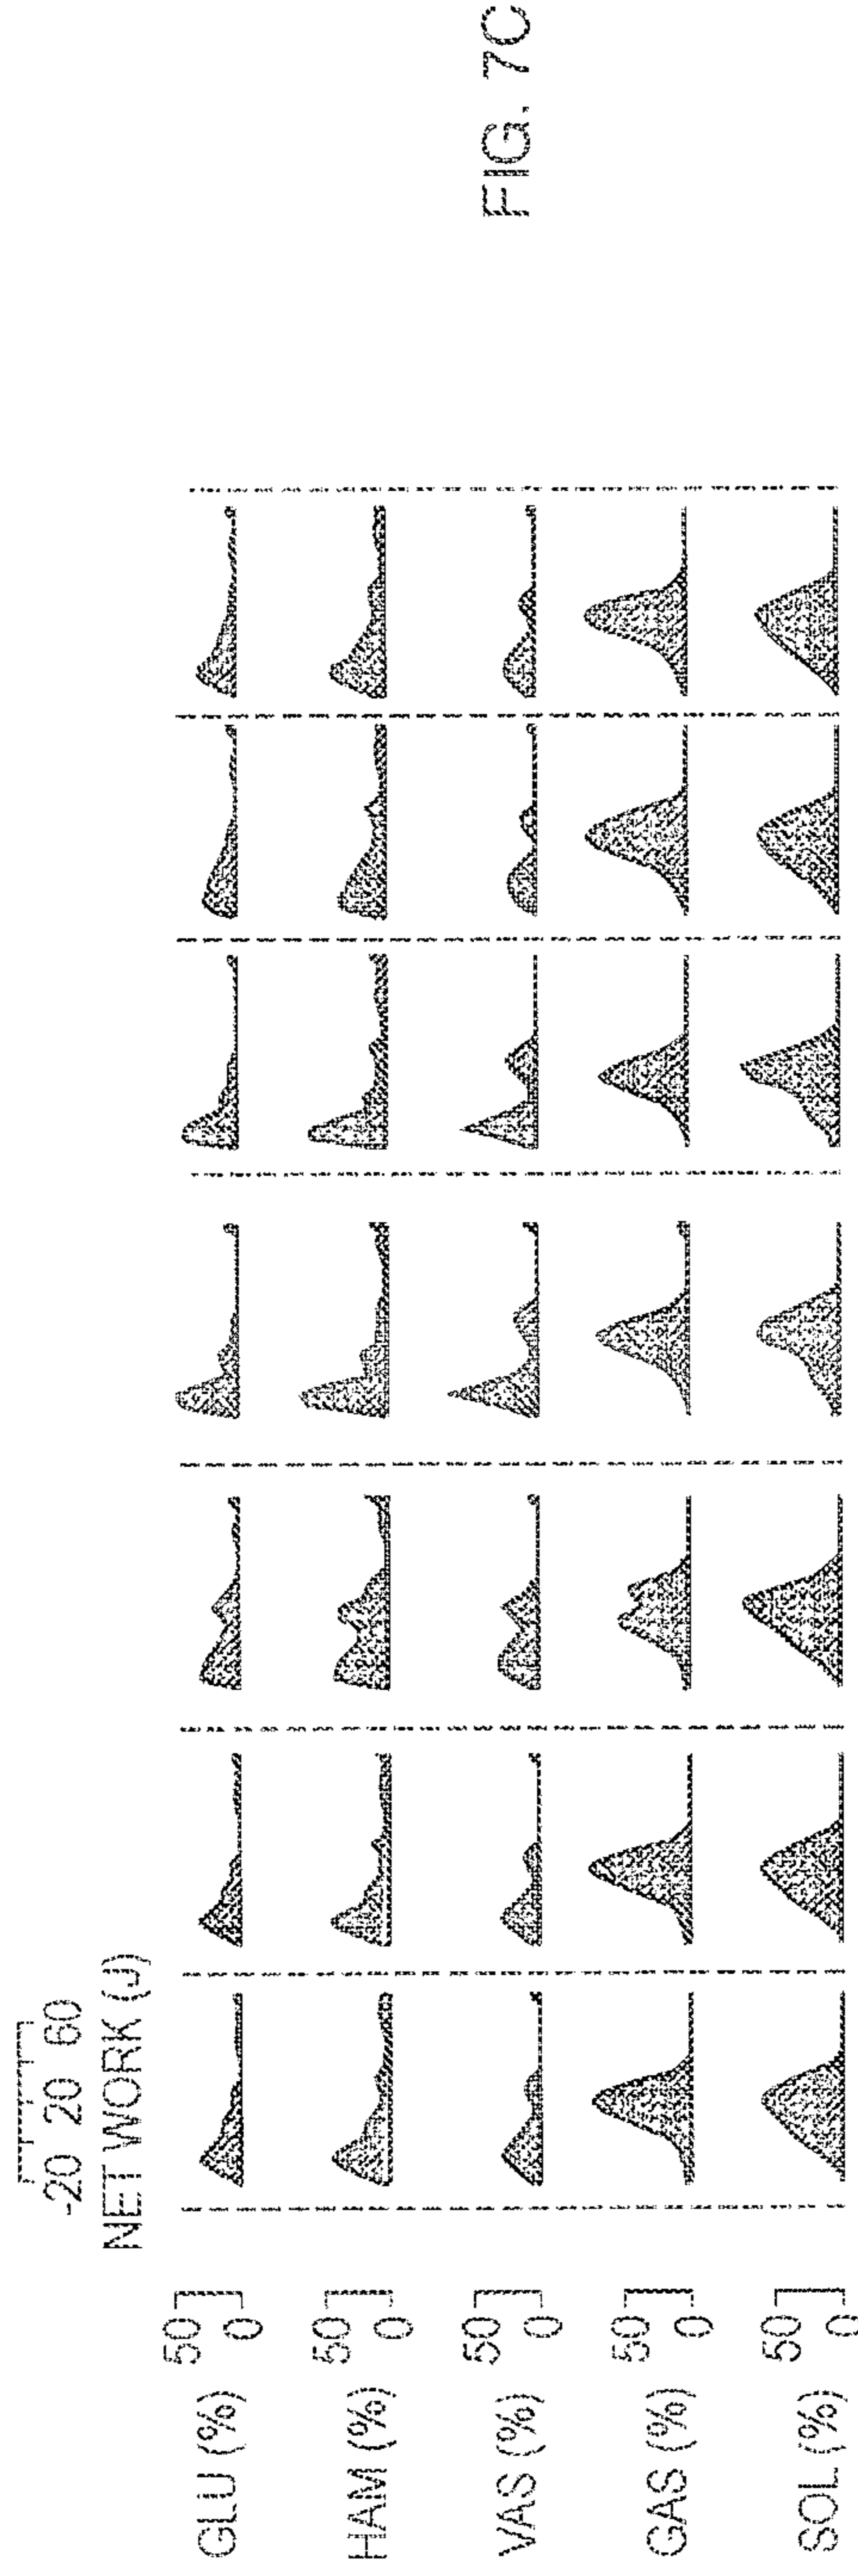 -20 20 60
NET WORK (J)
GLU (%) 50 0
HAM (%) 50 0
VAS (%) 50 0
GAS (%) 50 0
SOL (%) 50 0
FIG. 7C